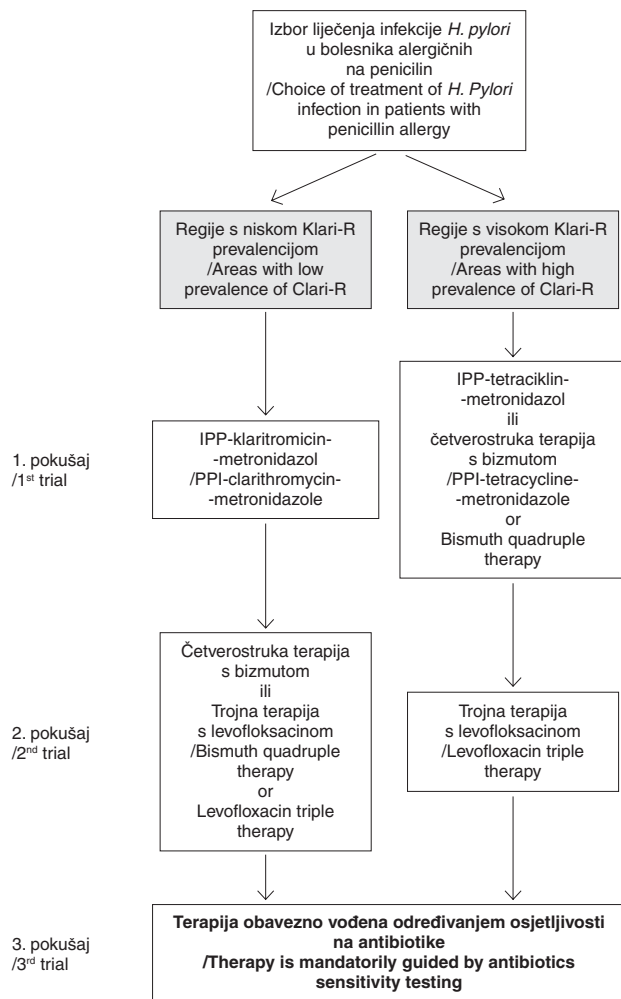 Izbor liječenja infekcije H. pylori
u bolesnika alergičnih
na penicilin
/Choice of treatment of H. Pylori
infection in patients with
penicillin allergy
Regije s niskom Klari-R
prevalencijom
/Areas with low
prevalence of Clari-R
Regije s visokom Klari-R
prevalencijom
/Areas with high
prevalence of Clari-R
1. pokušaj
/1st trial
IPP-klaritromicin-
-metronidazol
/PPI-clarithromycin-
-metronidazole
IPP-tetraciklin-
-metronidazol
ili
četverostruka terapija
s bizmutom
/PPI-tetracycline-
-metronidazole
or
Bismuth quadruple
therapy
2. pokušaj
/2nd trial
Četverostruka terapija
s bizmutom
ili
Trojna terapija
s levofloksacinom
/Bismuth quadruple
therapy
or
Levofloxacin triple
therapy
Trojna terapija
s levofloksacinom
/Levofloxacin triple
therapy
3. pokušaj
/3rd trial
Terapija obavezno vođena određivanjem osjetljivosti
na antibiotike
/Therapy is mandatorily guided by antibiotics
sensitivity testing